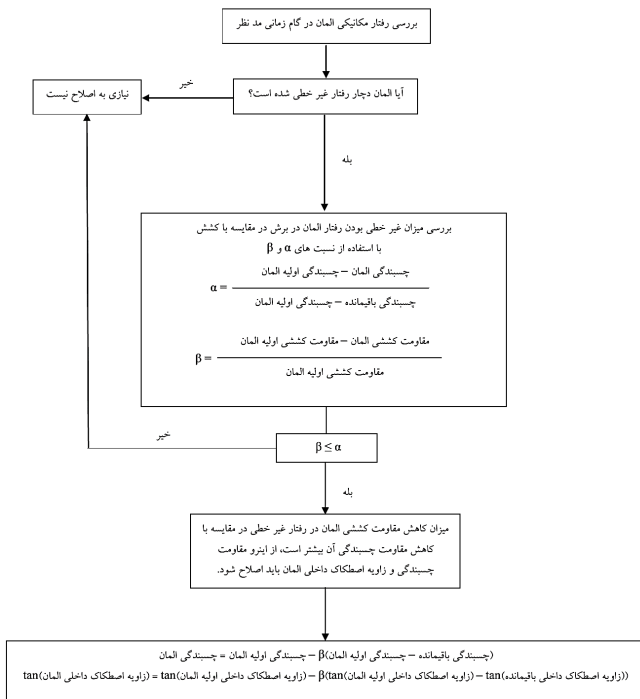 بررسی رفتار مکانیکی المان در گام زمانی مد نظر
آیا المان دچار رفتار غیر خطی شده است؟
خیر
نیازی به اصلاح نیست
بله
بررسی میزان غیر خطی بودن رفتار المان در برش در مقایسه با کشش
با استفاده از نسبت های α و β
چسبندگی المان − چسبندگی اولیه المان
α =
چسبندگی باقیمانده − چسبندگی اولیه المان
مقاومت کششی المان − مقاومت کششی اولیه المان
β =
مقاومت کششی اولیه المان
β ≤ α
خیر
بله
میزان کاهش مقاومت کششی المان در رفتار غیر خطی در مقایسه با
کاهش مقاومت چسبندگی آن بیشتر است، از اینرو مقاومت
چسبندگی و زاویه اصطکاک داخلی المان باید اصلاح شود.
(چسبندگی باقیمانده − چسبندگی اولیه المان)β − چسبندگی اولیه المان = چسبندگی المان
tan(زاویه اصطکاک داخلی المان) = tan(زاویه اصطکاک داخلی اولیه المان) − β(tan(زاویه اصطکاک داخلی اولیه المان) − tan(زاویه اصطکاک داخلی باقیمانده))